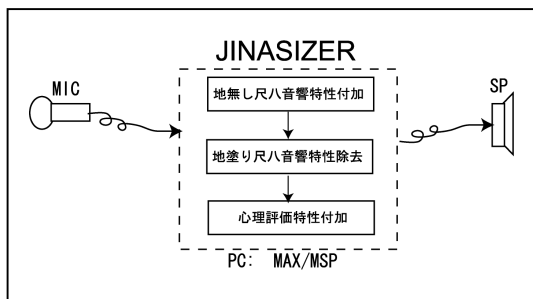 JINASIZER
MIC
SP
地無し尺八音響特性付加
地塗り尺八音響特性除去
心理評価特性付加
PC: MAX/MSP